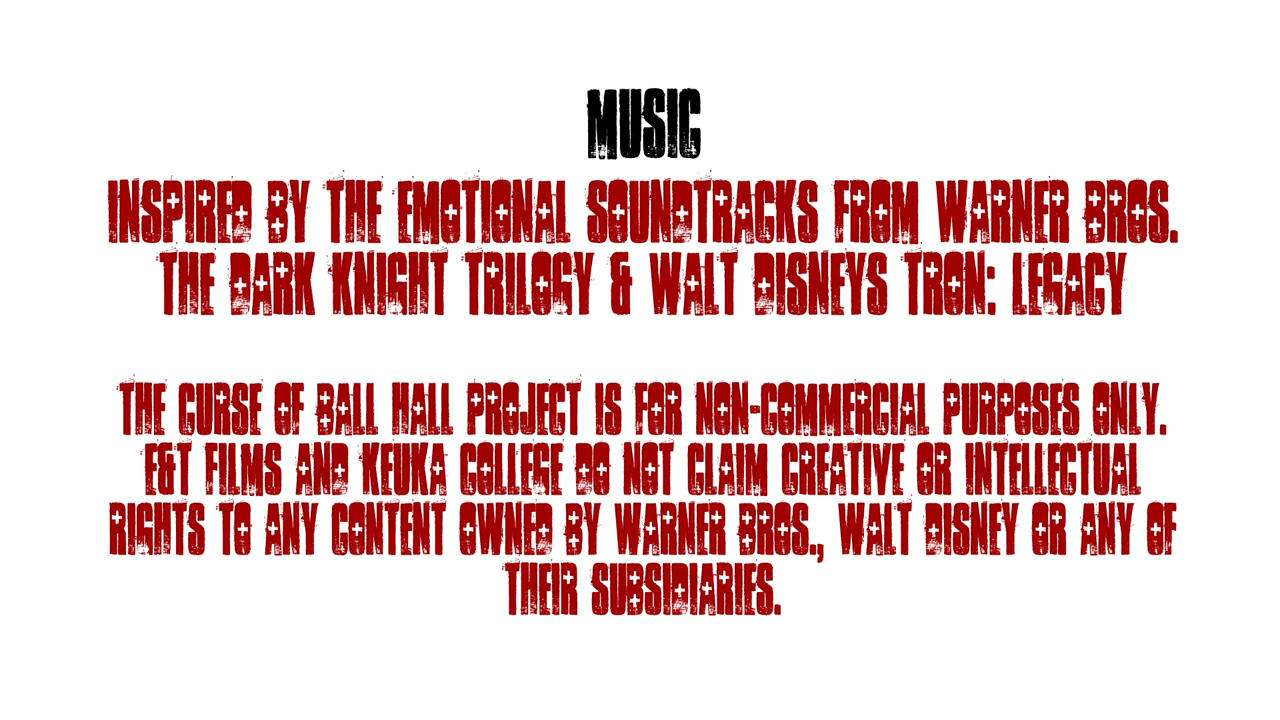 MUSIC
INSPIRED BY THE EMOTIONAL SOUNDTRACKS FROM WARNER BROS.
THE DARK KNIGHT TRILOGY & WALT DISNEYS TRON: LEGACY
THE CURSE OF BALL HALL PROJECT IS FOR NON-COMMERCIAL PURPOSES ONLY.
E&T FILMS AND KEUKA COLLEGE DO NOT CLAIM CREATIVE OR INTELLECTUAL
RIGHTS TO ANY CONTENT OWNED BY WARNER BROS., WALT DISNEY OR ANY OF
THEIR SUBSIDIARIES.